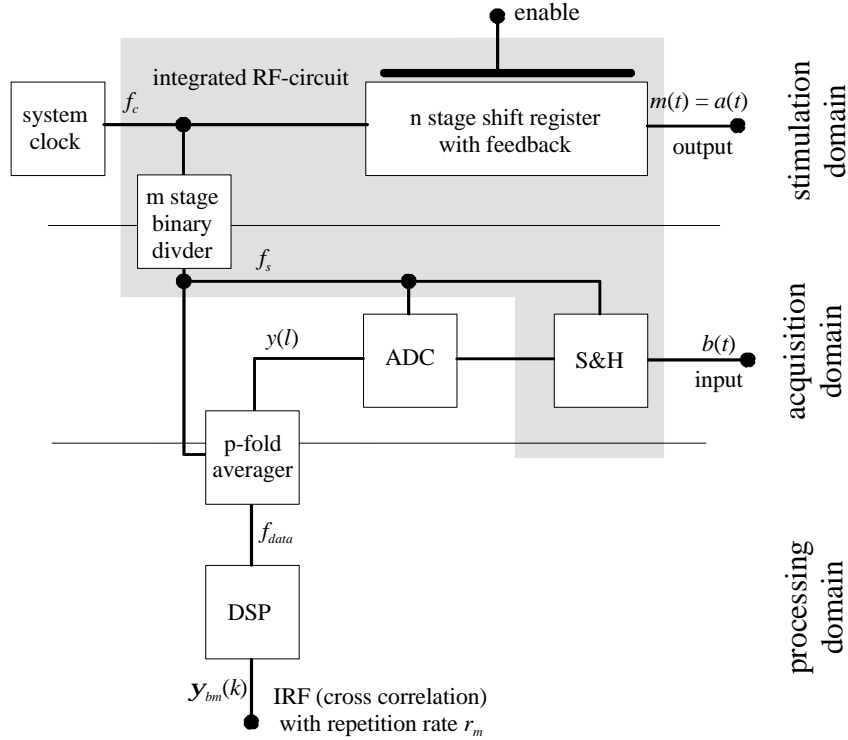 enable
integrated RF-circuit
f_c
system
clock
n stage shift register
with feedback
m(t) = a(t)
output
stimulation
domain
m stage
binary
divder
f_s
y(l)
ADC
S&H
b(t)
input
acquisition
domain
p-fold
averager
f_data
DSP
y_bm(k)
IRF (cross correlation)
with repetition rate r_m
processing
domain